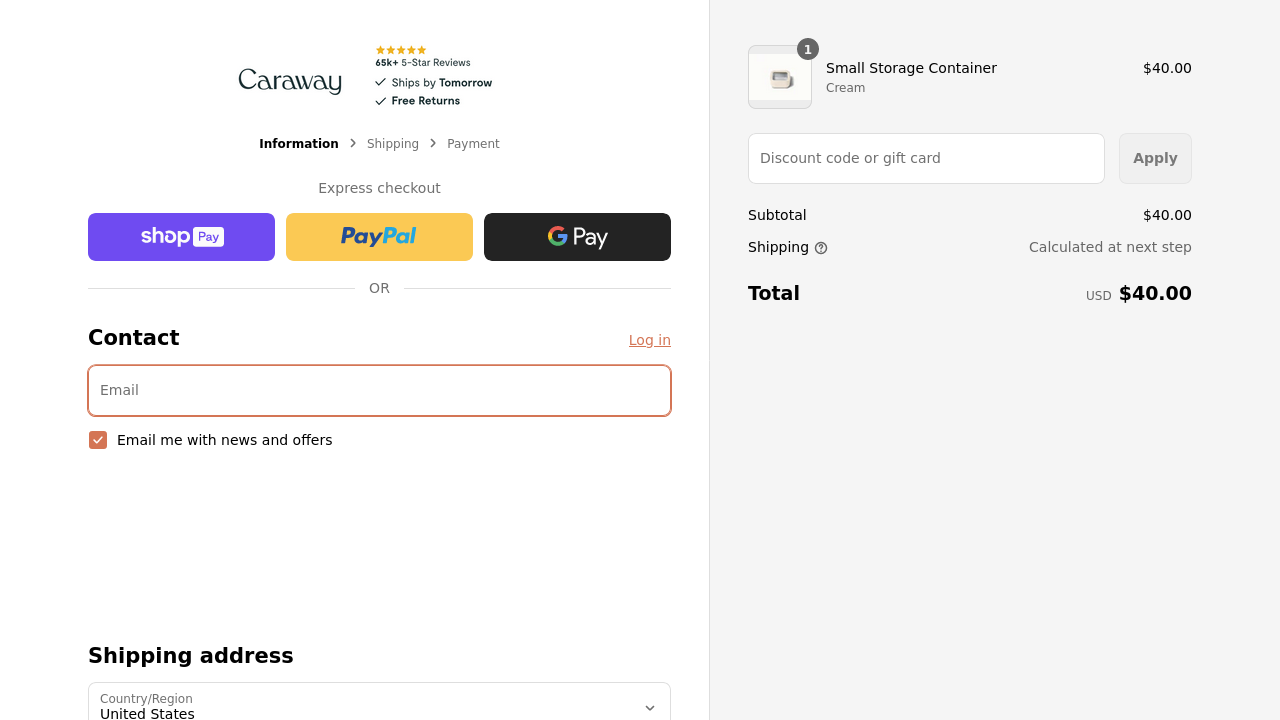 Caraway
65k+ 5-Star Reviews
Ships by Tomorrow
Free Returns
Information
Shipping
Payment
Express checkout
shop Pay
PayPal
G Pay
OR
Contact
Log in
Email
Email me with news and offers
Shipping address
Country/Region
United States
1
Small Storage Container
$40.00
Cream
Discount code or gift card
Apply
Subtotal
$40.00
Shipping
Calculated at next step
Total
USD $40.00